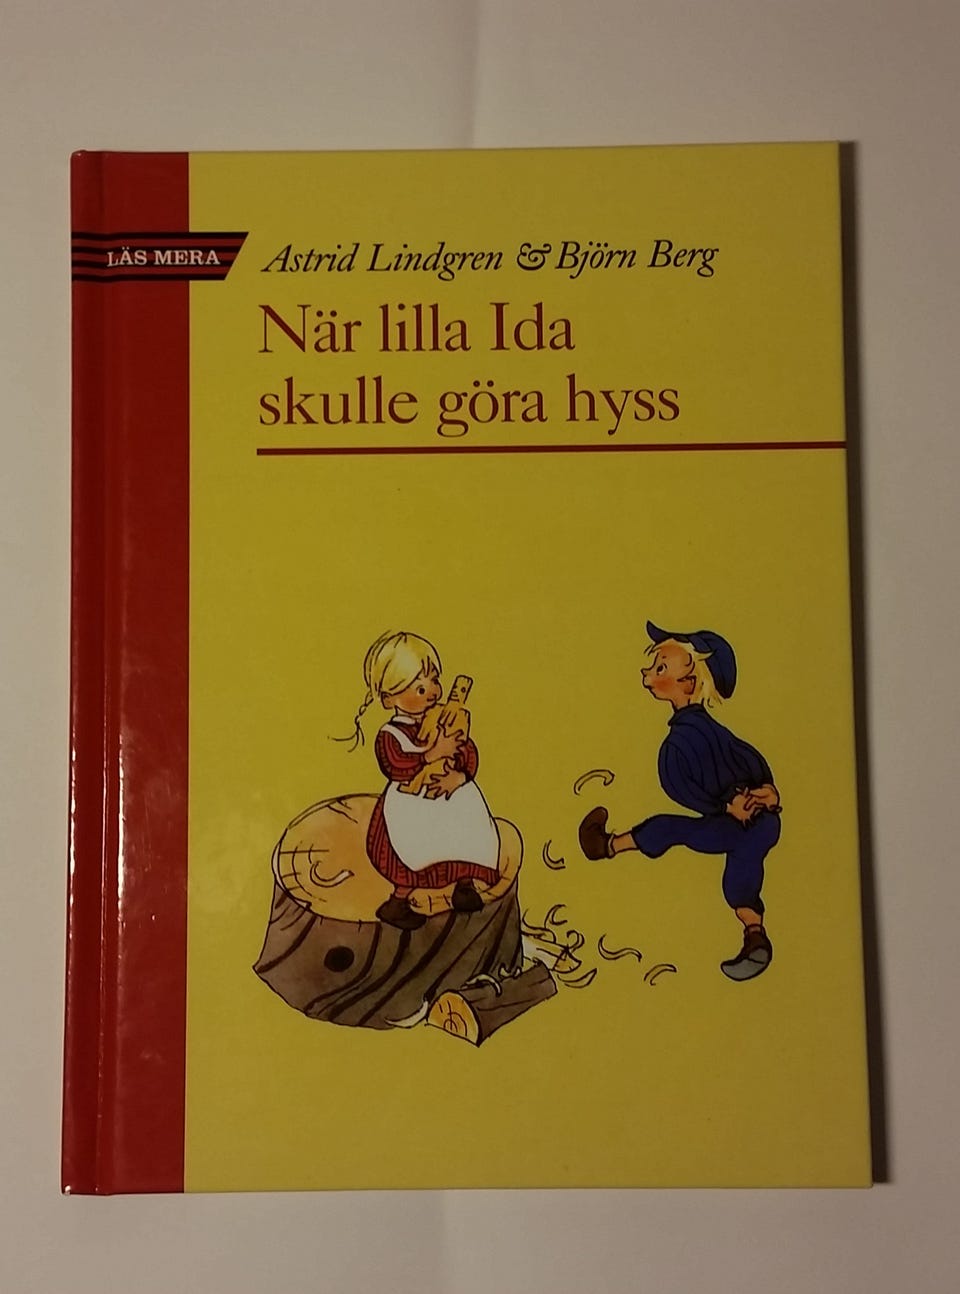 LÄS MERA
Astrid Lindgren & Björn Berg
När lilla Ida
skulle göra hyss